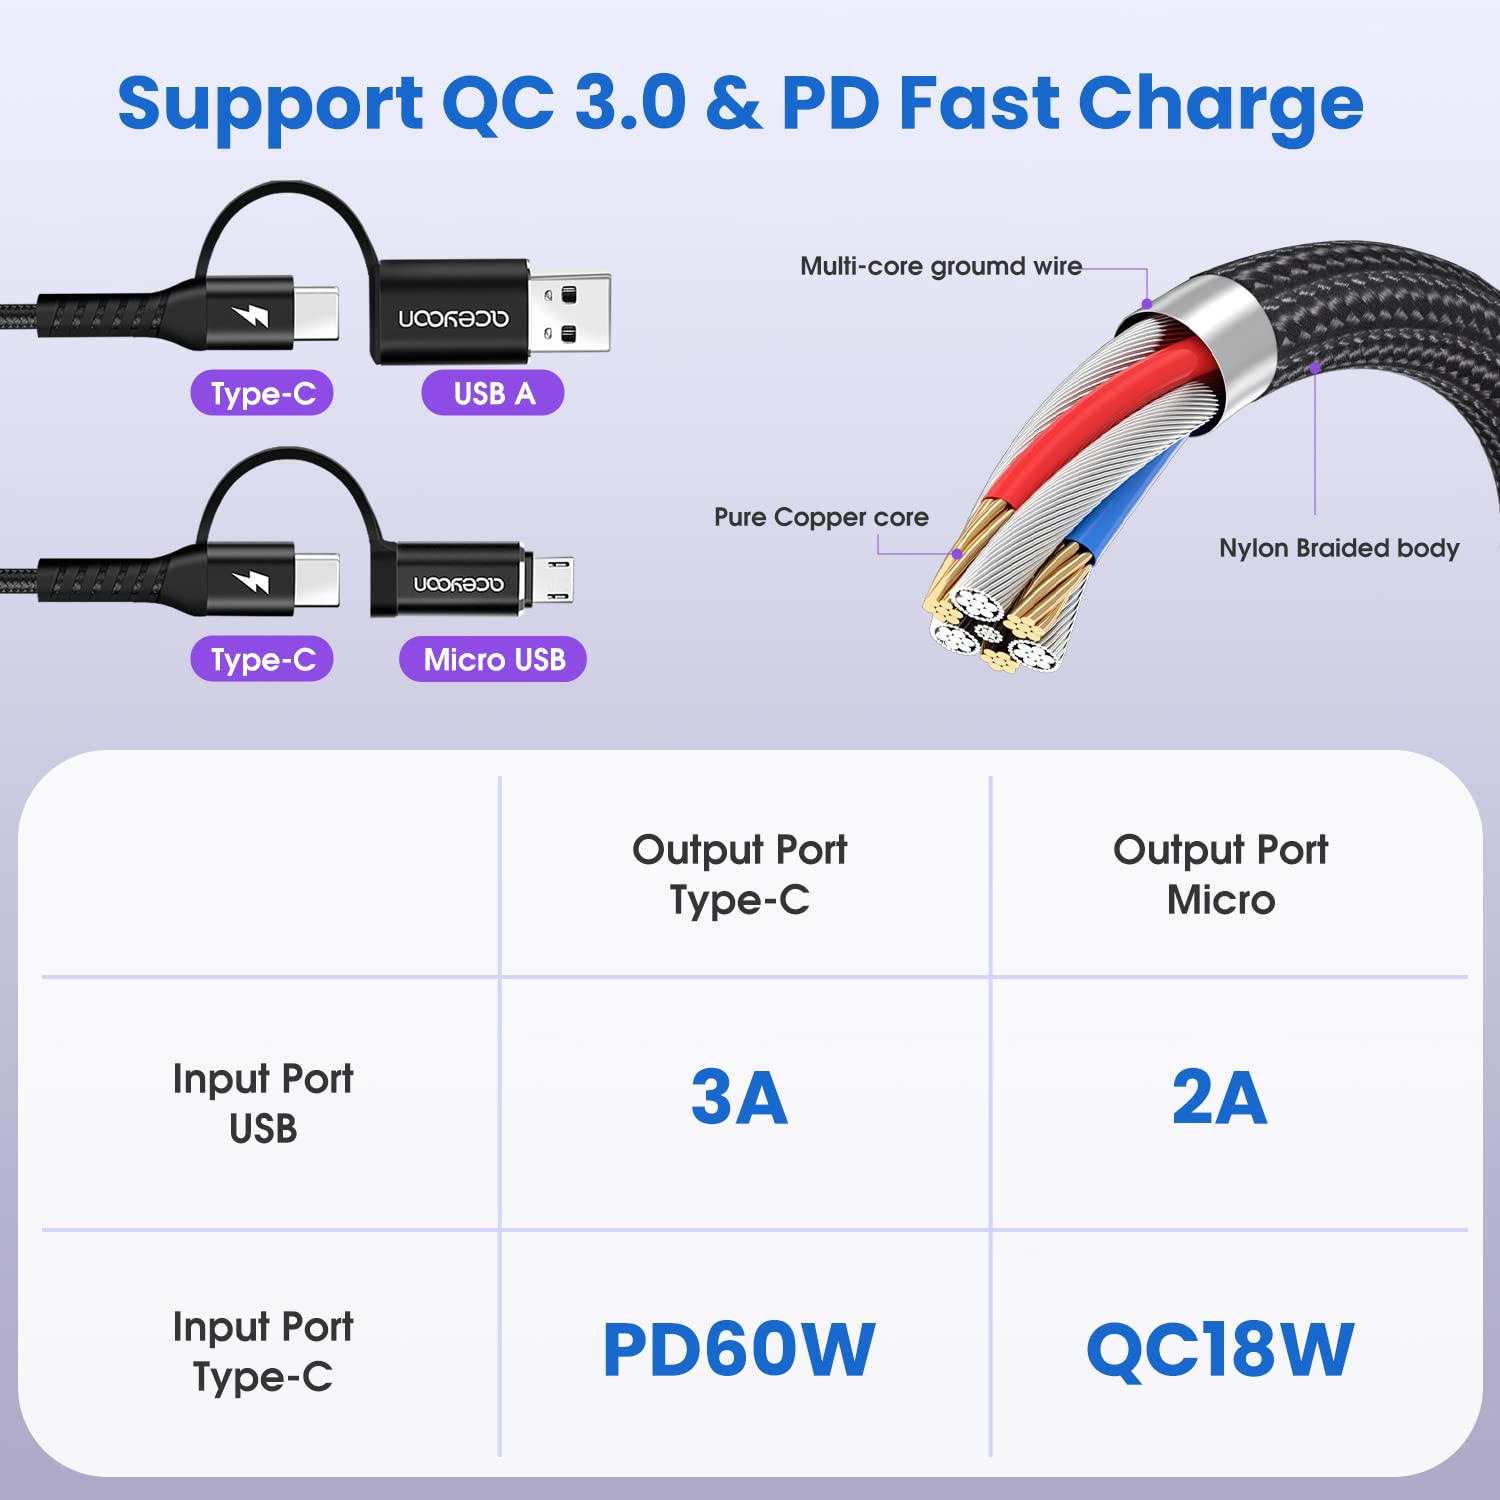 Support QC 3.0 & PD Fast Charge
aceyoon
Type-C
USB A
aceyoon
Type-C
Micro USB
Multi-core groumd wire
Pure Copper core
Nylon Braided body
Output Port
Type-C
Output Port
Micro
Input Port
USB
3A
2A
Input Port
Type-C
PD60W
QC18W